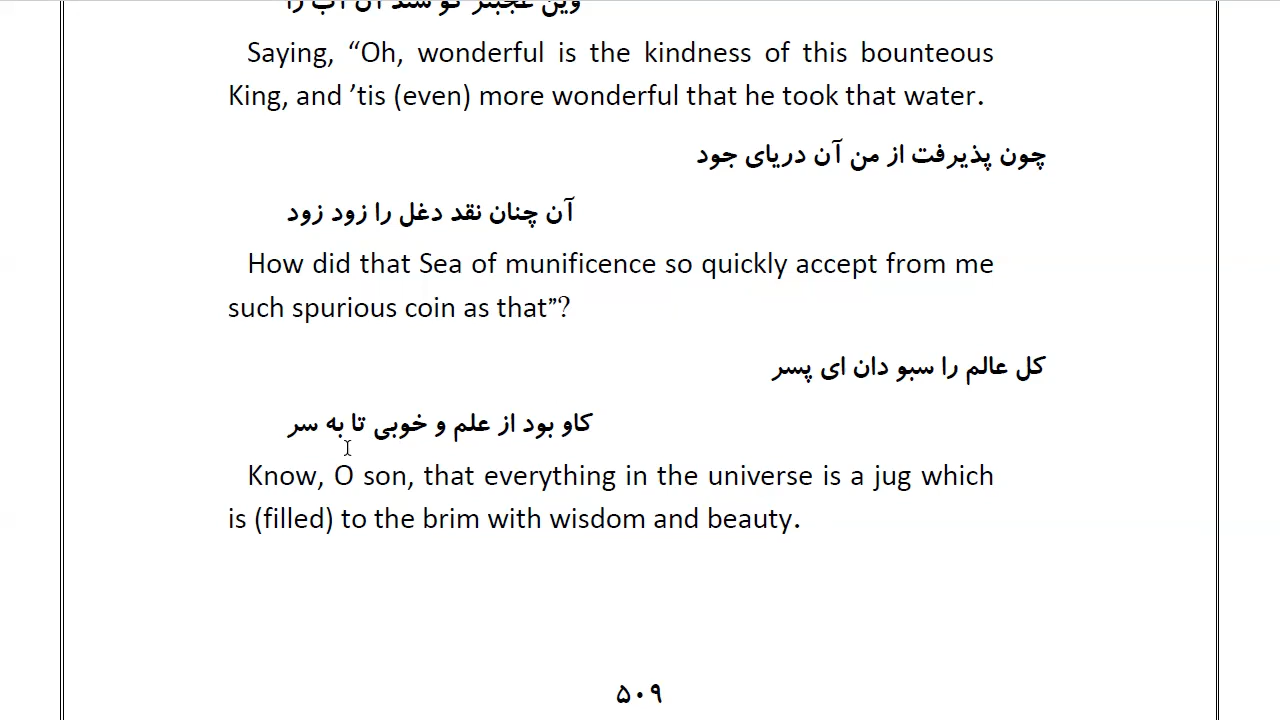 Saying, “Oh, wonderful is the kindness of this bounteous
King, and ’tis (even) more wonderful that he took that water.
چون پذیرفت از من آن دریای جود
آن چنان نقد دغل را زود زود
How did that Sea of munificence so quickly accept from me
such spurious coin as that”?
کل عالم را سبو دان ای پسر
کاو بود از علم و خوبی تا به سر
Know, O son, that everything in the universe is a jug which
is (filled) to the brim with wisdom and beauty.
۵۰۹